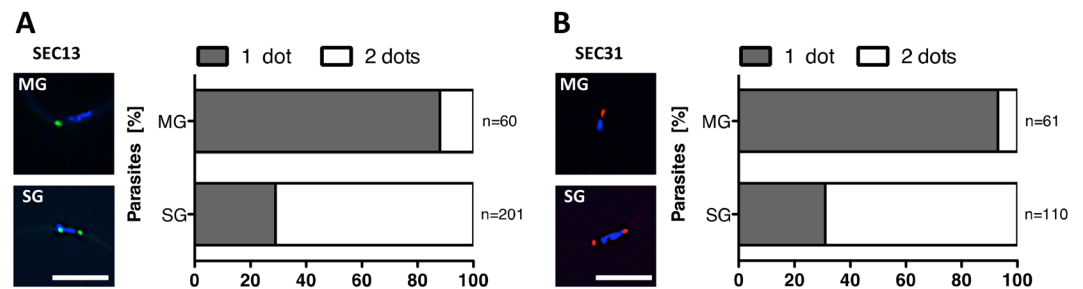 A
SEC13
MG
SG
1 dot
2 dots
Parasites [%]
MG
n=60
SG
n=201
0 20 40 60 80 100
B
SEC31
MG
SG
1 dot
2 dots
Parasites [%]
MG
n=61
SG
n=110
0 20 40 60 80 100